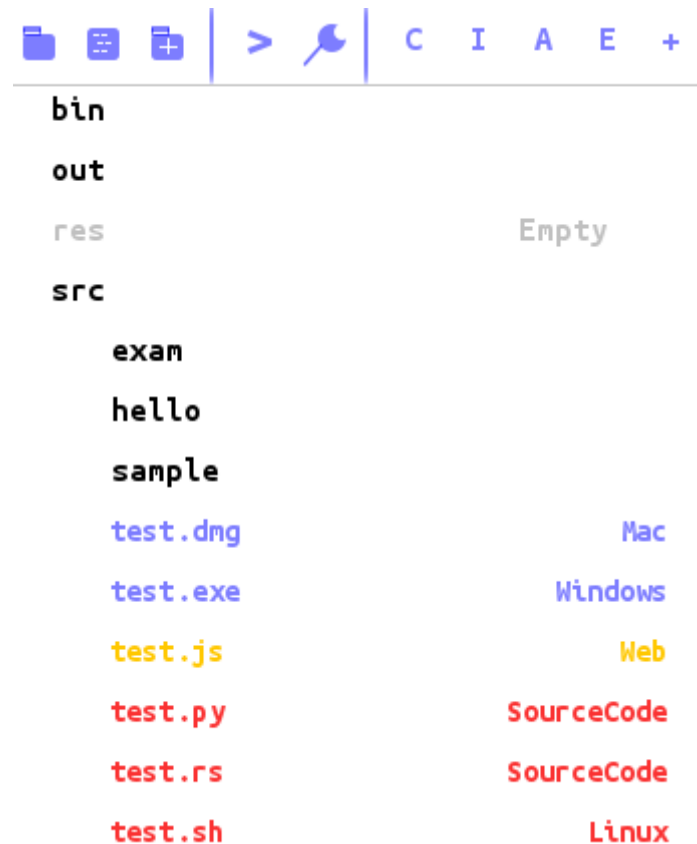 > C I A E +
bin
out
res Empty
src
exam
hello
sample
test.dmg Mac
test.exe Windows
test.js Web
test.py SourceCode
test.rs SourceCode
test.sh Linux